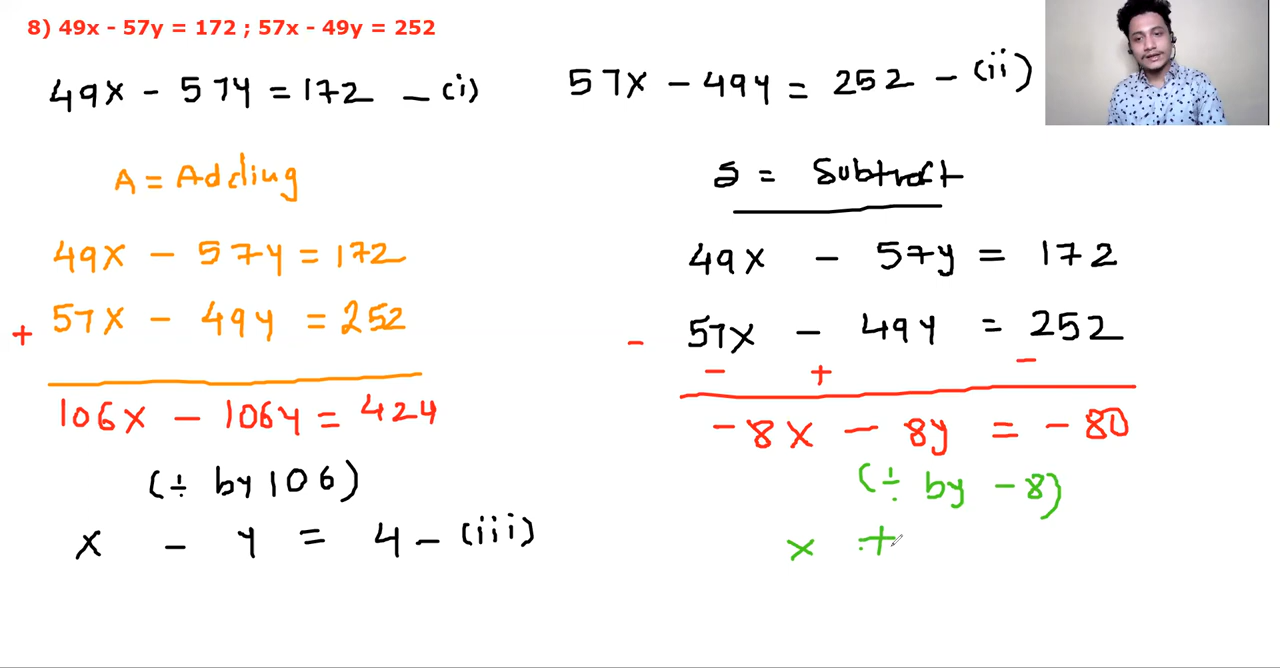 8) 49x - 57y = 172 ; 57x - 49y = 252
49x - 57y = 172 - (i)
57x - 49y = 252 - (ii)
A = Adding
49x - 57y = 172
+ 57x - 49y = 252
106x - 106y = 424
(÷ by 106)
x - y = 4 - (iii)
S = Subtract
49x - 57y = 172
- 57x - 49y = 252
- + -
-8x - 8y = -80
(÷ by -8)
x +